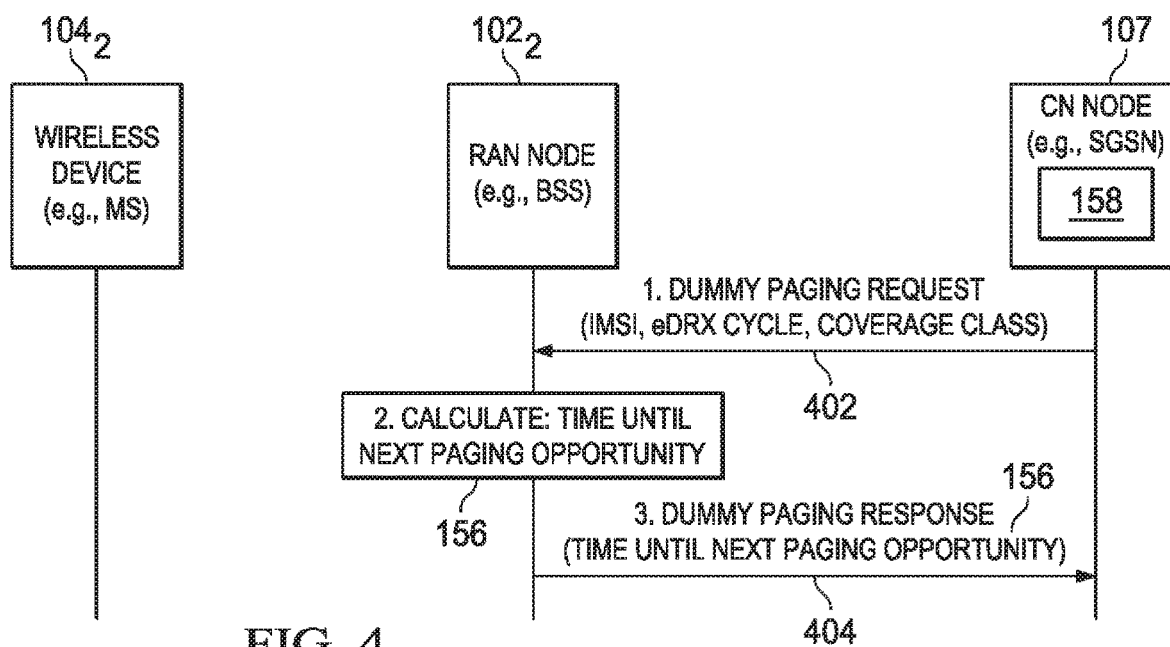 104₂
102₂
107
WIRELESS
DEVICE
(e.g., MS)
RAN NODE
(e.g., BSS)
CN NODE
(e.g., SGSN)
158
1. DUMMY PAGING REQUEST
(IMSI, eDRX CYCLE, COVERAGE CLASS)
402
2. CALCULATE: TIME UNTIL
NEXT PAGING OPPORTUNITY
156
3. DUMMY PAGING RESPONSE
156
(TIME UNTIL NEXT PAGING OPPORTUNITY)
404
FIG. 4